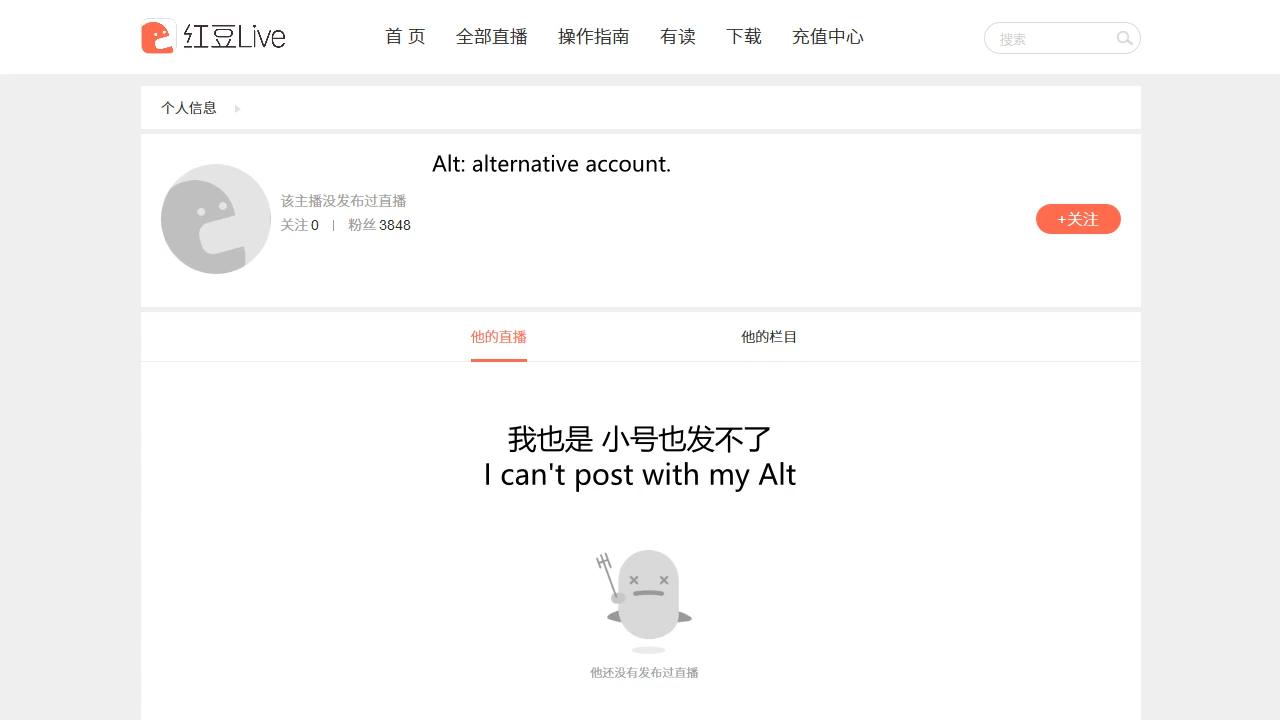 红豆Live
首 页 全部直播 操作指南 有读 下载 充值中心 搜索
个人信息
Alt: alternative account.
该主播没发布过直播
关注 0 | 粉丝 3848
+关注
他的直播 他的栏目
我也是 小号也发不了
I can't post with my Alt
他还没有发布过直播